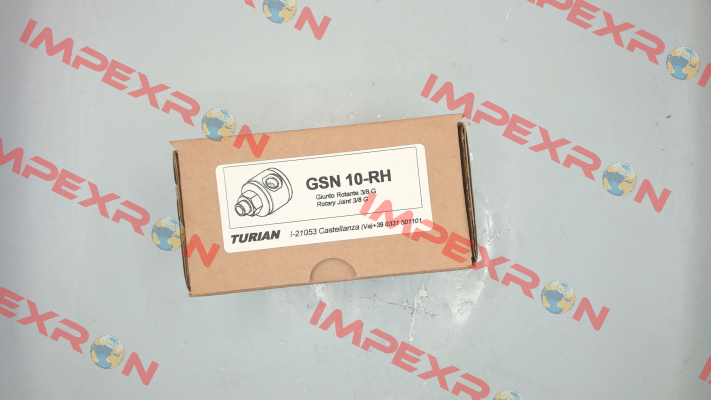 GSN 10-RH
Giunto Rotante 3/8 G
Rotary Joint 3/8 G
TURIAN I-21053 Castellanza (Va)+39 0331 501101
IMPEXRON
IMPEXRON
IMPEXRON
IMPEXRON
IMPEXRON
IMPEXRON
IMPEXRON
IMPEXRON